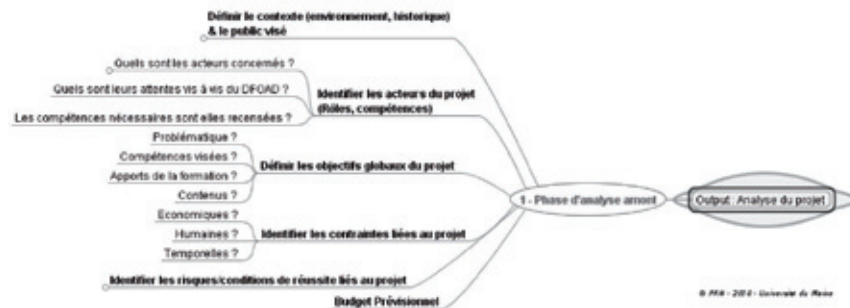 Définir le contexte (environnement, historique)
& le public visé
Quels sont les acteurs concernés ?
Quels sont leurs attentes vis à vis du DFOAD ?
Les compétences nécessaires sont elles recensées ?
Identifier les acteurs du projet
(Rôles, compétences)
Problématique ?
Compétences visées ?
Apports de la formation ?
Contenus ?
Définir les objectifs globaux du projet
Economiques ?
Humaines ?
Temporelles ?
Identifier les contraintes liées au projet
Identifier les risques/conditions de réussite liés au projet
Budget Prévisionnel
1 - Phase d'analyse amont
Output : Analyse du projet
Université du Maine